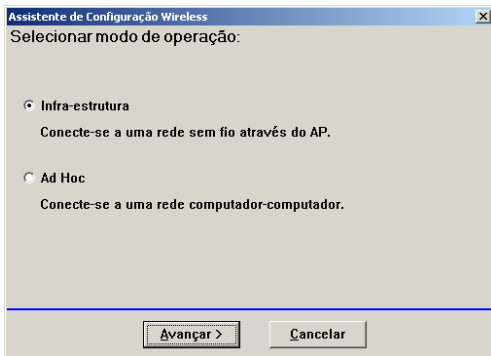 Assistente de Configuração Wireless
Selecionar modo de operação:
Infra-estrutura
Conecte-se a uma rede sem fio através do AP.
Ad Hoc
Conecte-se a uma rede computador-computador.
Avançar > Cancelar